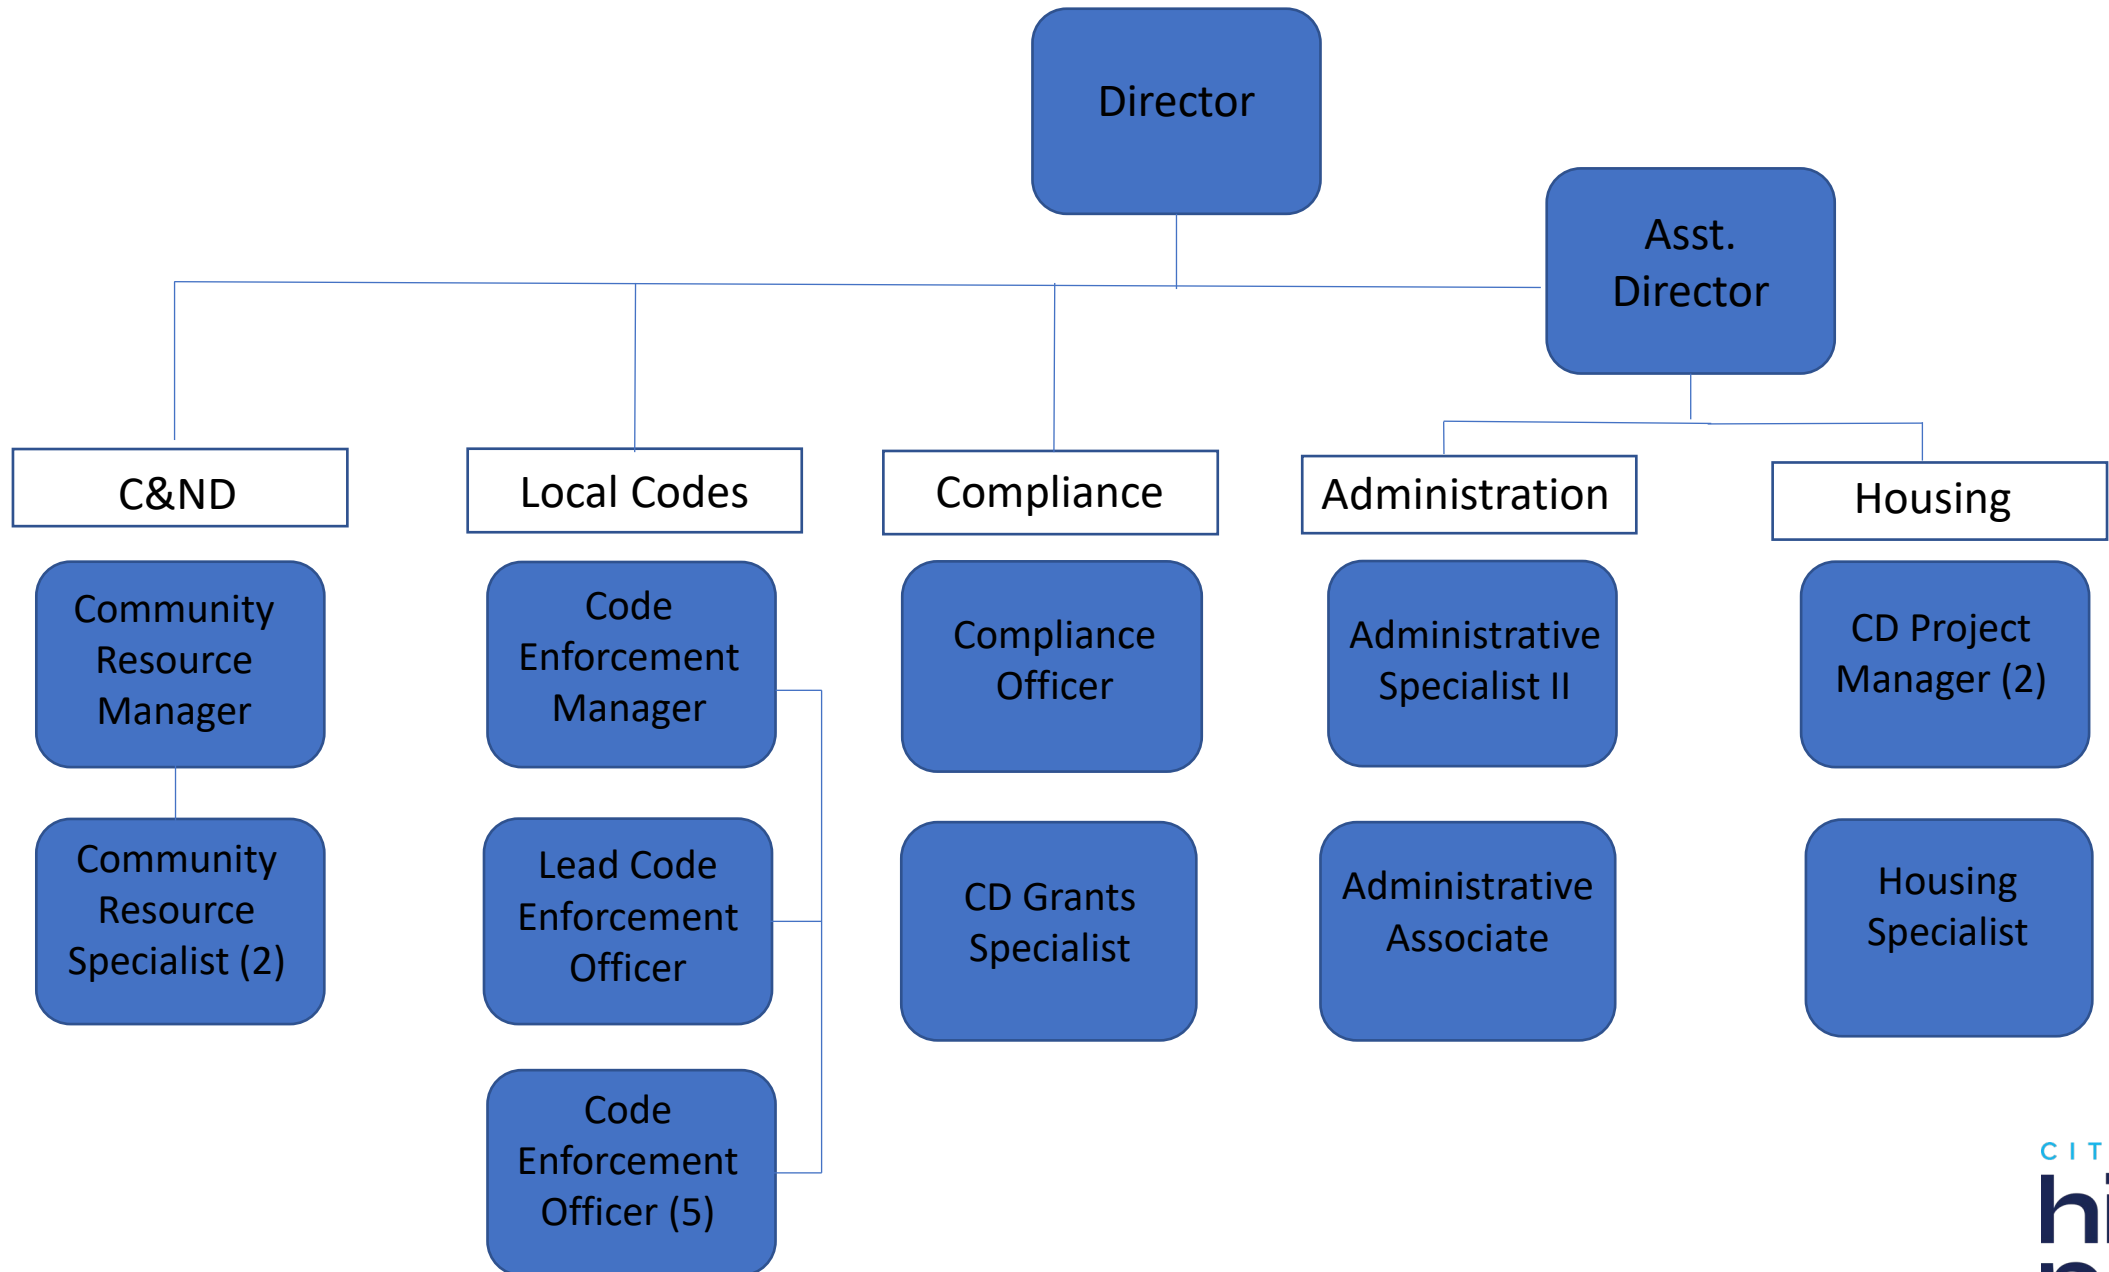 Director
Asst.
Director
C&ND
Local Codes
Compliance
Administration
Housing
Community
Resource
Manager
Code
Enforcement
Manager
Compliance
Officer
Administrative
Specialist II
CD Project
Manager (2)
Community
Resource
Specialist (2)
Lead Code
Enforcement
Officer
CD Grants
Specialist
Administrative
Associate
Housing
Specialist
Code
Enforcement
Officer (5)